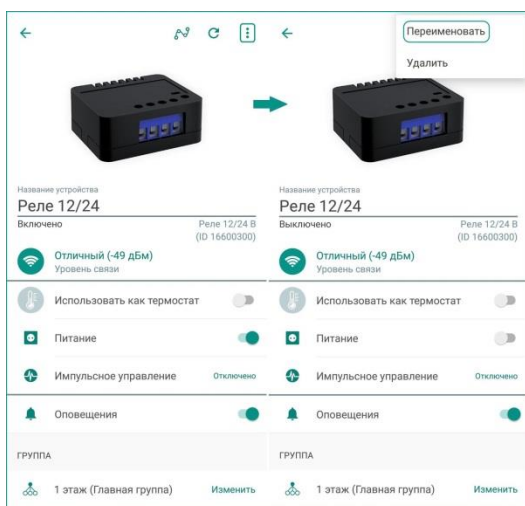 Название устройства
Реле 12/24
Включено
Реле 12/24 В
(ID 16600300)
Отличный (-49 дБм)
Уровень связи
Использовать как термостат
Питание
Импульсное управление
Отключено
Оповещения
ГРУППА
1 этаж (Главная группа)
Изменить
Переименовать
Удалить
Название устройства
Реле 12/24
Выключено
Реле 12/24 В
(ID 16600300)
Отличный (-49 дБм)
Уровень связи
Использовать как термостат
Питание
Импульсное управление
Отключено
Оповещения
ГРУППА
1 этаж (Главная группа)
Изменить